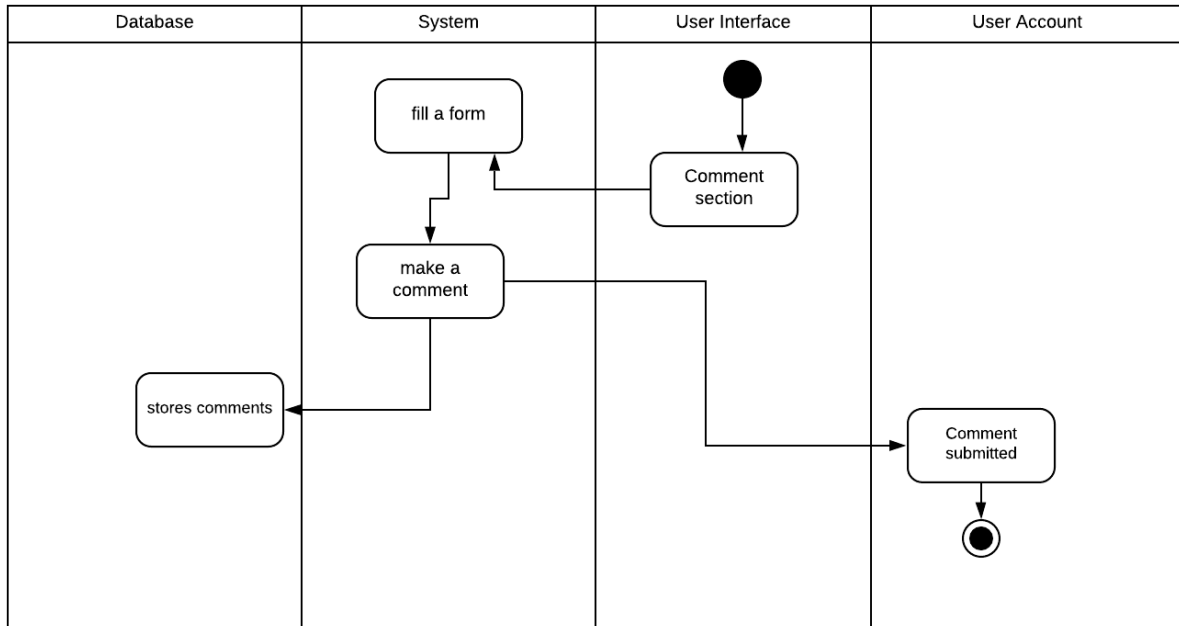 Database
System
User Interface
User Account
fill a form
Comment
section
make a
comment
stores comments
Comment
submitted